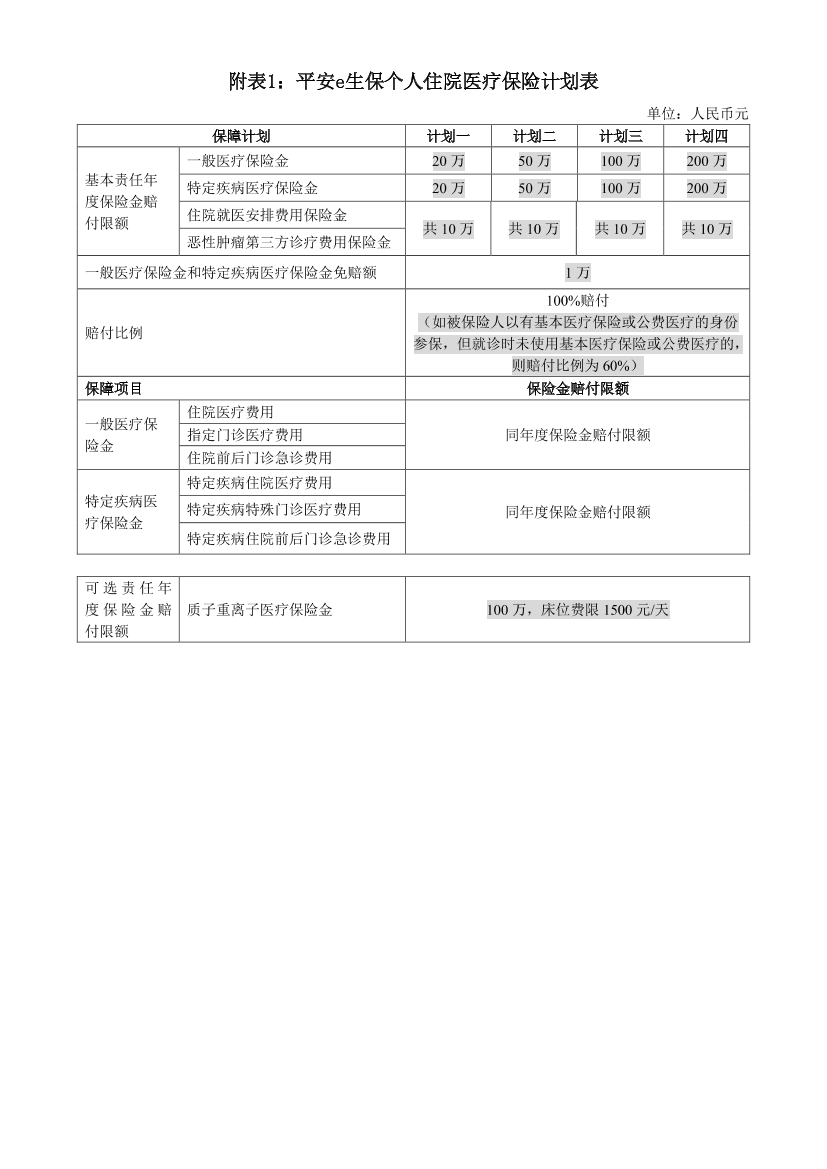 附表1：平安e生保个人住院医疗保险计划表
单位：人民币元
保障计划 计划一 计划二 计划三 计划四
基本责任年
度保险金赔
付限额
一般医疗保险金 20 万 50 万 100 万 200 万
特定疾病医疗保险金 20 万 50 万 100 万 200 万
住院就医安排费用保险金
恶性肿瘤第三方诊疗费用保险金
共 10 万 共 10 万 共 10 万 共 10 万
一般医疗保险金和特定疾病医疗保险金免赔额 1 万
赔付比例
100%赔付
（如被保险人以有基本医疗保险或公费医疗的身份
参保，但就诊时未使用基本医疗保险或公费医疗的，
则赔付比例为 60%）
保障项目 保险金赔付限额
一般医疗保
险金
住院医疗费用
指定门诊医疗费用
住院前后门诊急诊费用
同年度保险金赔付限额
特定疾病医
疗保险金
特定疾病住院医疗费用
特定疾病特殊门诊医疗费用
特定疾病住院前后门诊急诊费用
同年度保险金赔付限额
可选责任年
度保险金赔
付限额
质子重离子医疗保险金
100 万，床位费限 1500 元/天